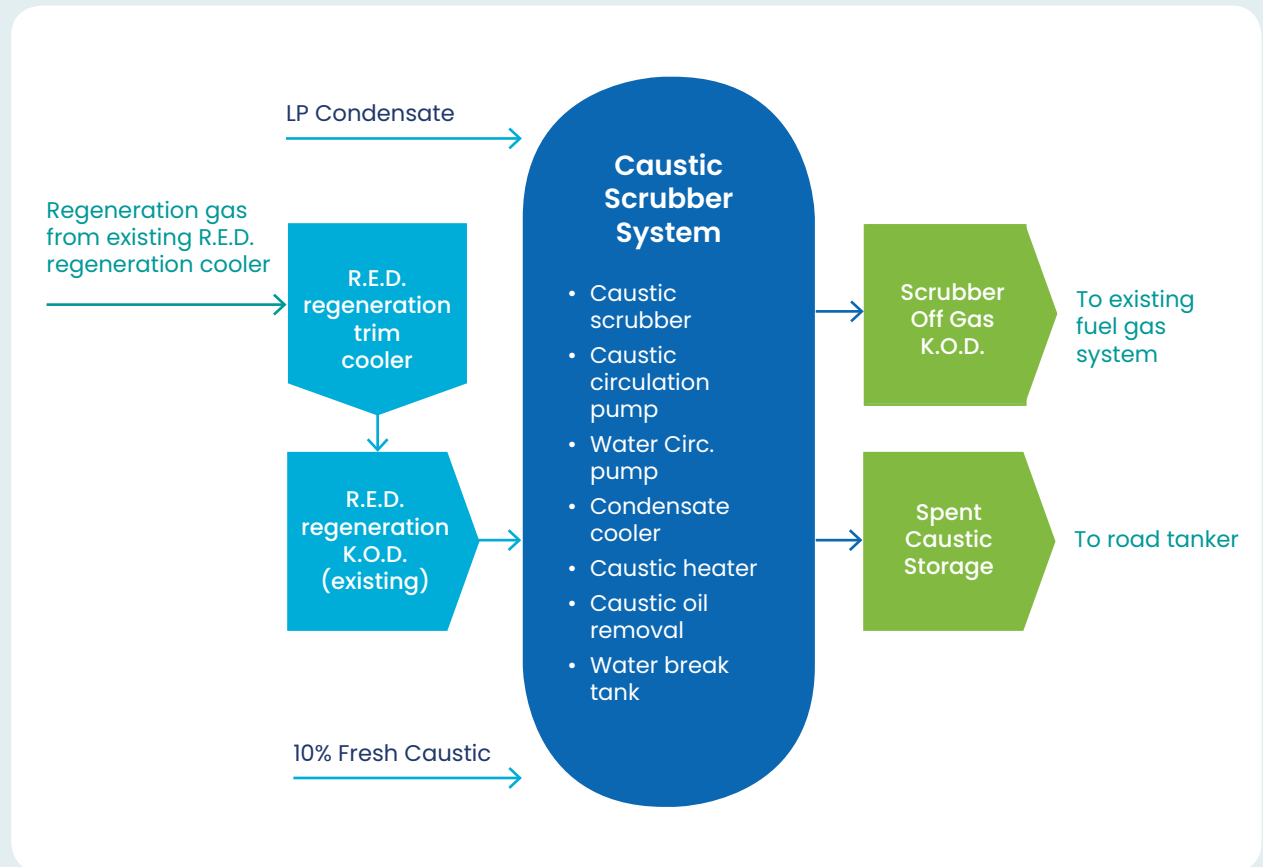 LP Condensate
Regeneration gas
from existing R.E.D.
regeneration cooler
R.E.D.
regeneration
trim
cooler
R.E.D.
regeneration
K.O.D.
(existing)
10% Fresh Caustic
Caustic
Scrubber
System
• Caustic
scrubber
• Caustic
circulation
pump
• Water Circ.
pump
• Condensate
cooler
• Caustic heater
• Caustic oil
removal
• Water break
tank
Scrubber
Off Gas
K.O.D.
To existing
fuel gas
system
Spent
Caustic
Storage
To road tanker